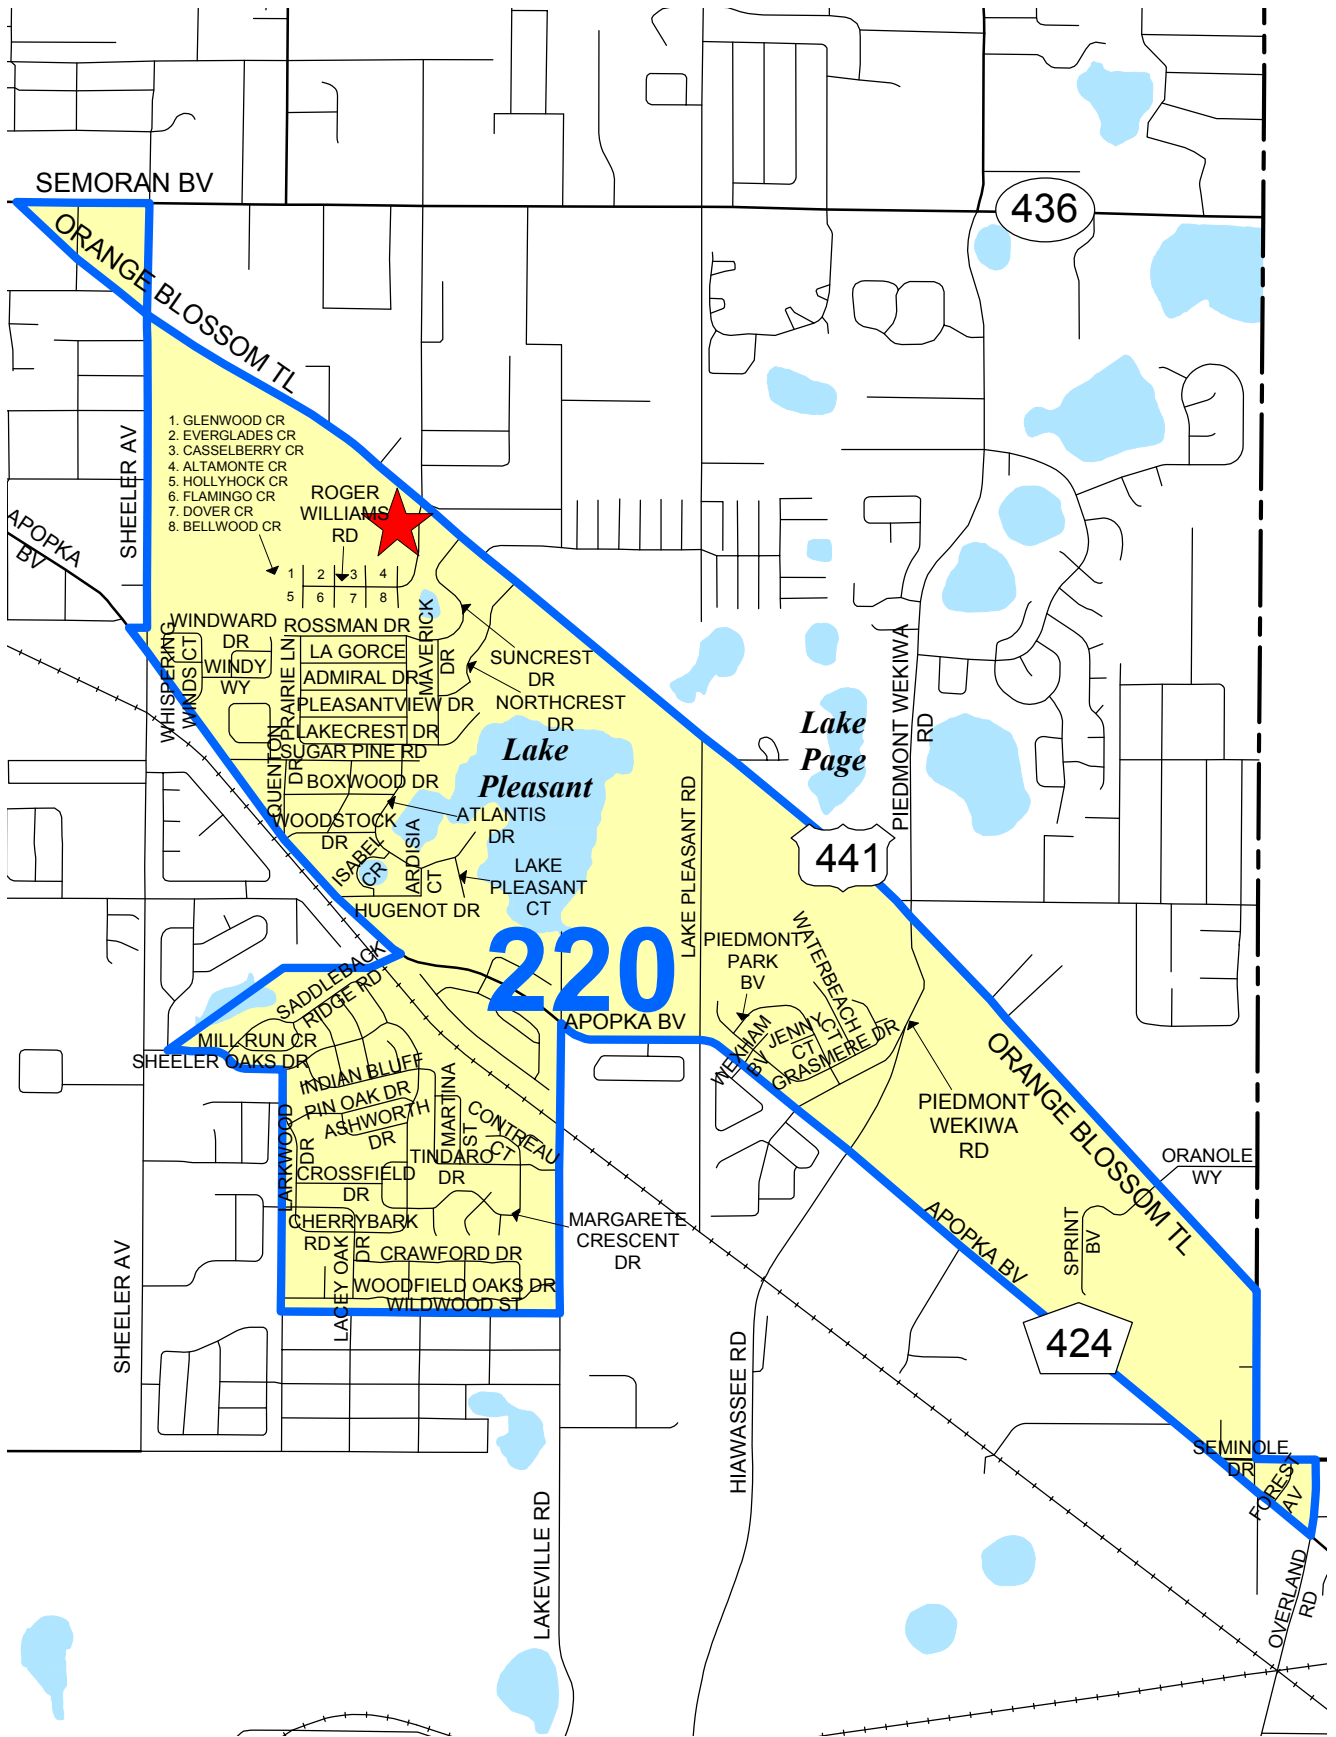 SEMORAN BV
436
ORANGE BLOSSOM TL
1. GLENWOOD CR
2. EVERGLADES CR
3. CASSELBERRY CR
4. ALTAMONTE CR
5. HOLLYHOCK CR
6. FLAMINGO CR
7. DOVER CR
8. BELLWOOD CR
SHEELER AV
APOPKA
BV
ROGER
WILLIAMS
RD
1 2 3 4
5 6 7 8
WINDWARD
DR
WINDY
WY
WHISPERING
WINDS CT
ROSSMAN DR
LA GORCE
ADMIRAL DR
PLEASANTVIEW DR
LAKECREST DR
SUGAR PINE RD
BOXWOOD DR
PRAIRIE LN
MAVERICK
DR
SUNCREST
DR
NORTHCREST
DR
QUENTON
DR
WOODSTOCK
DR
ATLANTIS
DR
ISABEL
CR
ARDISIA
CT
LAKE
PLEASANT
CT
HUGENOT DR
Lake
Pleasant
Lake
Page
LAKE PLEASANT RD
PIEDMONT WEKIWA
RD
441
220
APOPKA BV
PIEDMONT
PARK
BV
WATERBEACH
CT
WEXHAM
BV
JENNY
CT
GRASMERE DR
PIEDMONT
WEKIWA
RD
ORANGE BLOSSOM TL
ORANOLE
WY
SPRINT
BV
APOPKA BV
424
SADDLEBACK
RIDGE RD
MILL RUN CR
SHEELER OAKS DR
INDIAN BLUFF
PIN OAK DR
ASHWORTH
DR
MARTINA
ST
CONTREAU
CT
TINDARO
DR
LARKWOOD
DR
CROSSFIELD
DR
CHERRYBARK
RD
MARGARETE
CRESCENT
DR
LACEY OAK
DR
CRAWFORD DR
WOODFIELD OAKS DR
WILDWOOD ST
SHEELER AV
HIAWASSEE RD
LAKEVILLE RD
SEMINOLE
DR
FOREST
AV
OVERLAND
RD